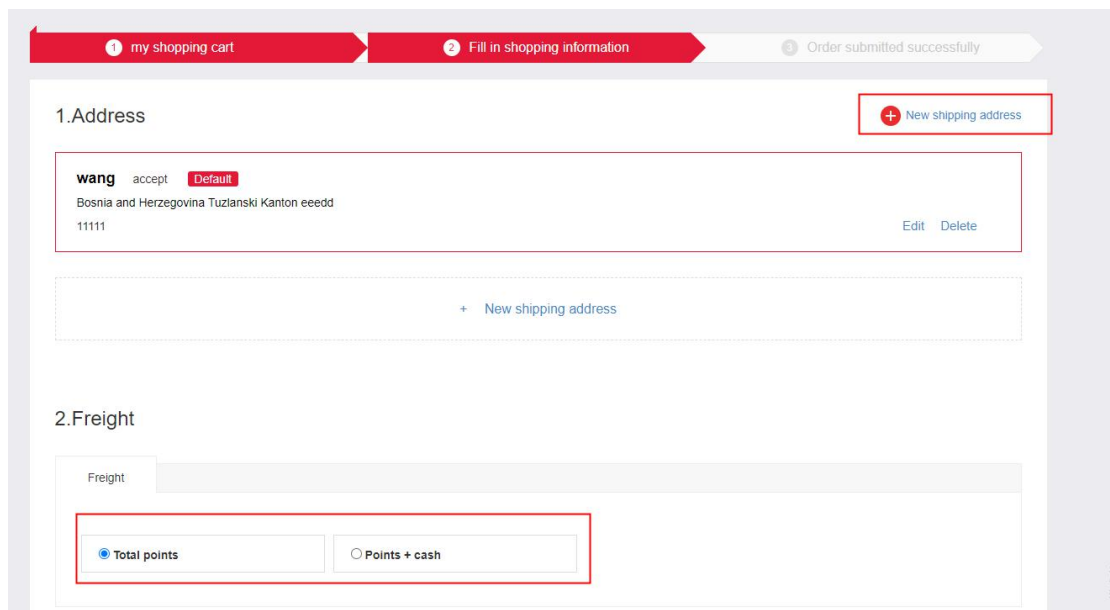 1 my shopping cart 2 Fill in shopping information 3 Order submitted successfully
1.Address
New shipping address
wang accept Default
Bosnia and Herzegovina Tuzlanski Kanton eeedd
11111
Edit Delete
+ New shipping address
2.Freight
Freight
Total points Points + cash